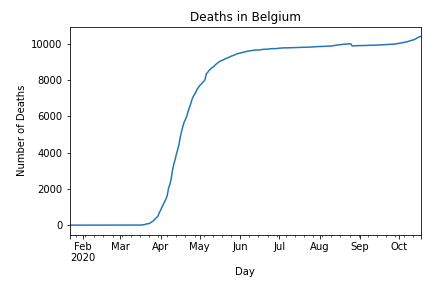 Deaths in Belgium
Number of Deaths
10000
8000
6000
4000
2000
0
Feb Mar Apr May Jun Jul Aug Sep Oct
2020
Day